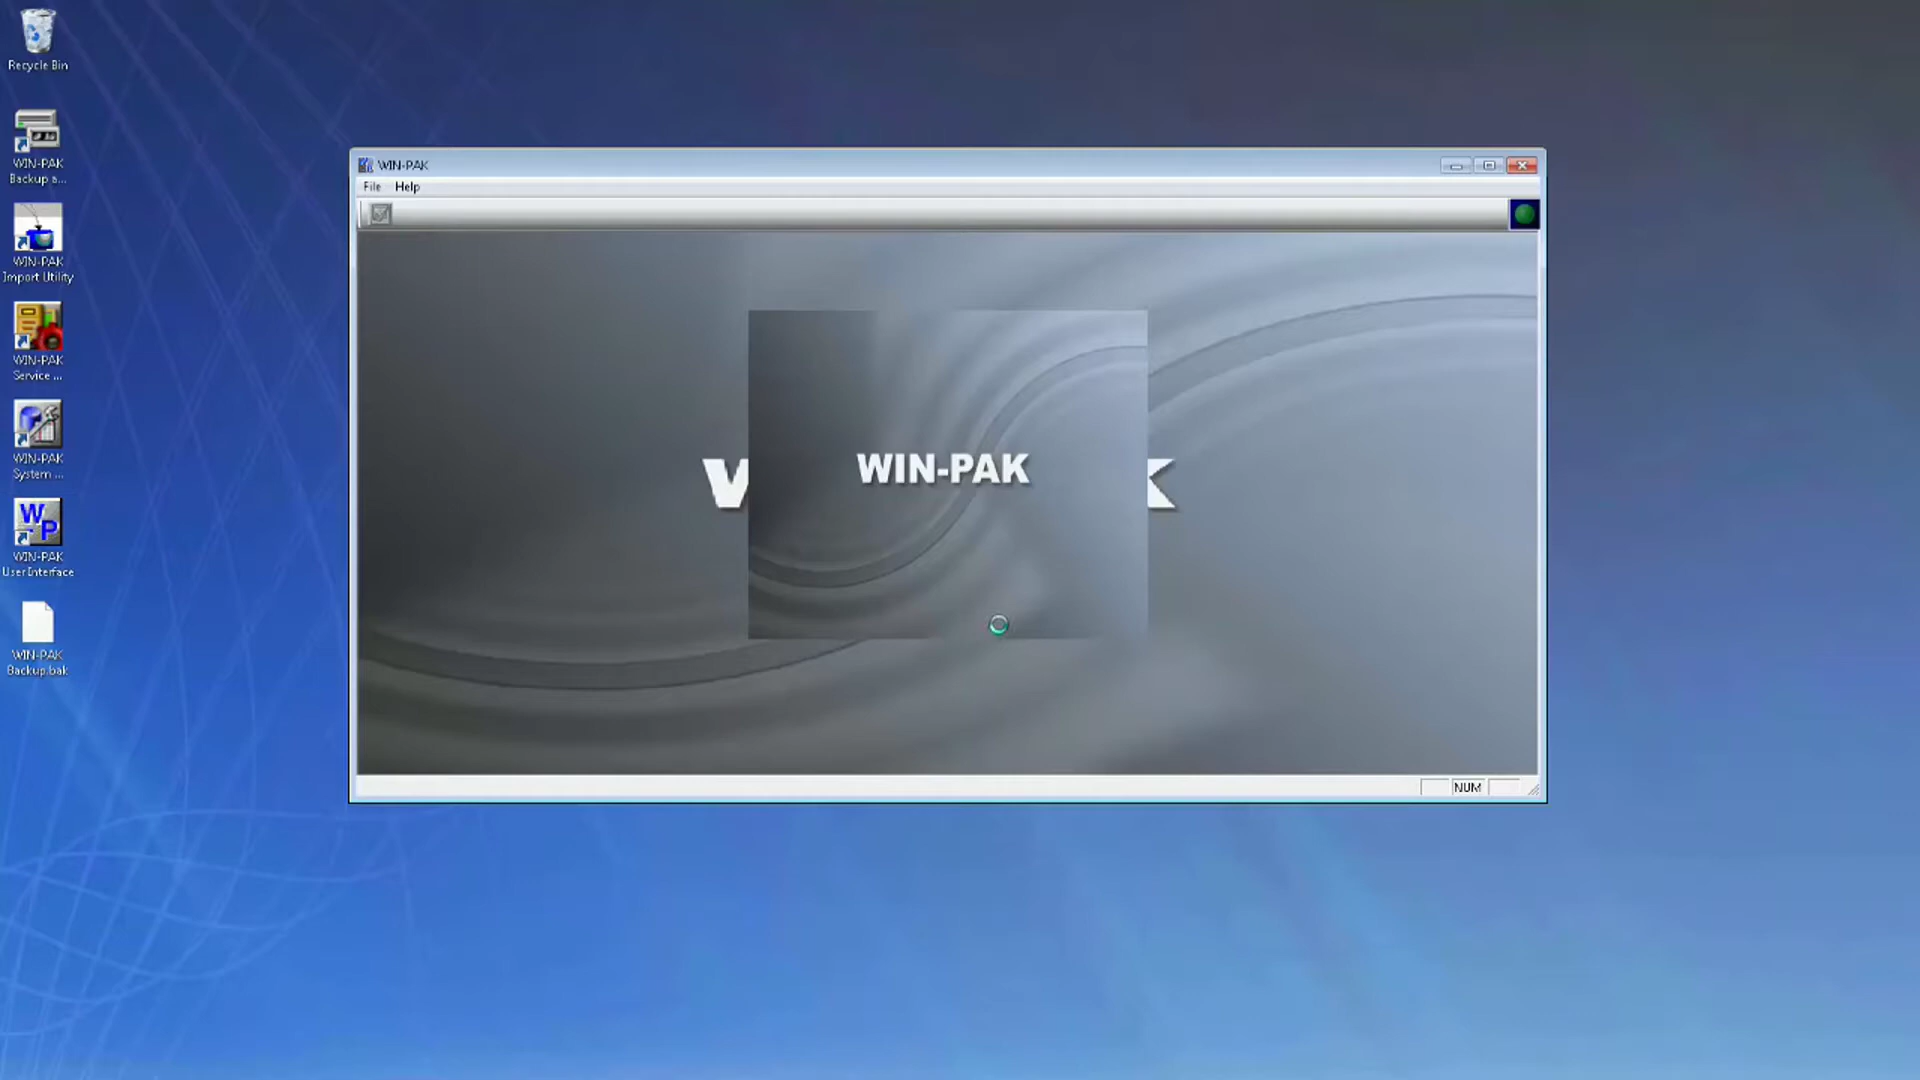 Recycle Bin
WIN-PAK
Backup a...
WIN-PAK
Import Utility
WIN-PAK
Service ...
WIN-PAK
System ...
WP
WIN-PAK
User Interface
WIN-PAK
Backup.bak
WIN-PAK
File Help
WIN-PAK
NUM